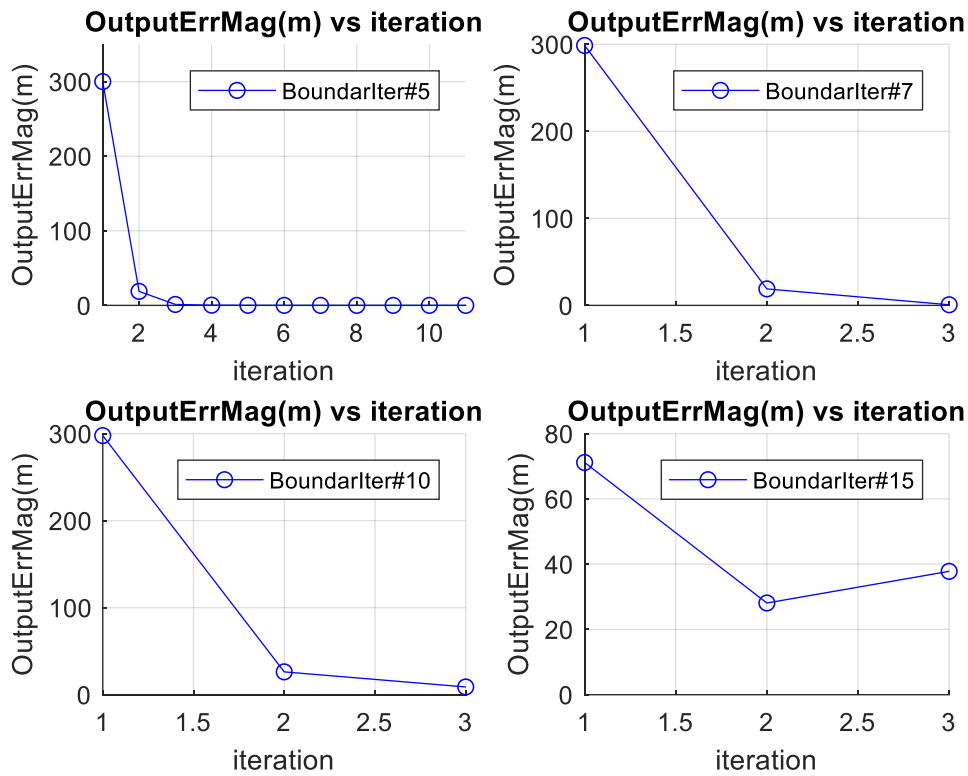 OutputErrMag(m) vs iteration
OutputErrMag(m)
300
200
100
0
BoundarIter#5
2 4 6 8 10
iteration
OutputErrMag(m) vs iteration
OutputErrMag(m)
300
200
100
0
BoundarIter#7
1 1.5 2 2.5 3
iteration
OutputErrMag(m) vs iteration
OutputErrMag(m)
300
200
100
0
BoundarIter#10
1 1.5 2 2.5 3
iteration
OutputErrMag(m) vs iteration
OutputErrMag(m)
80
60
40
20
0
BoundarIter#15
1 1.5 2 2.5 3
iteration